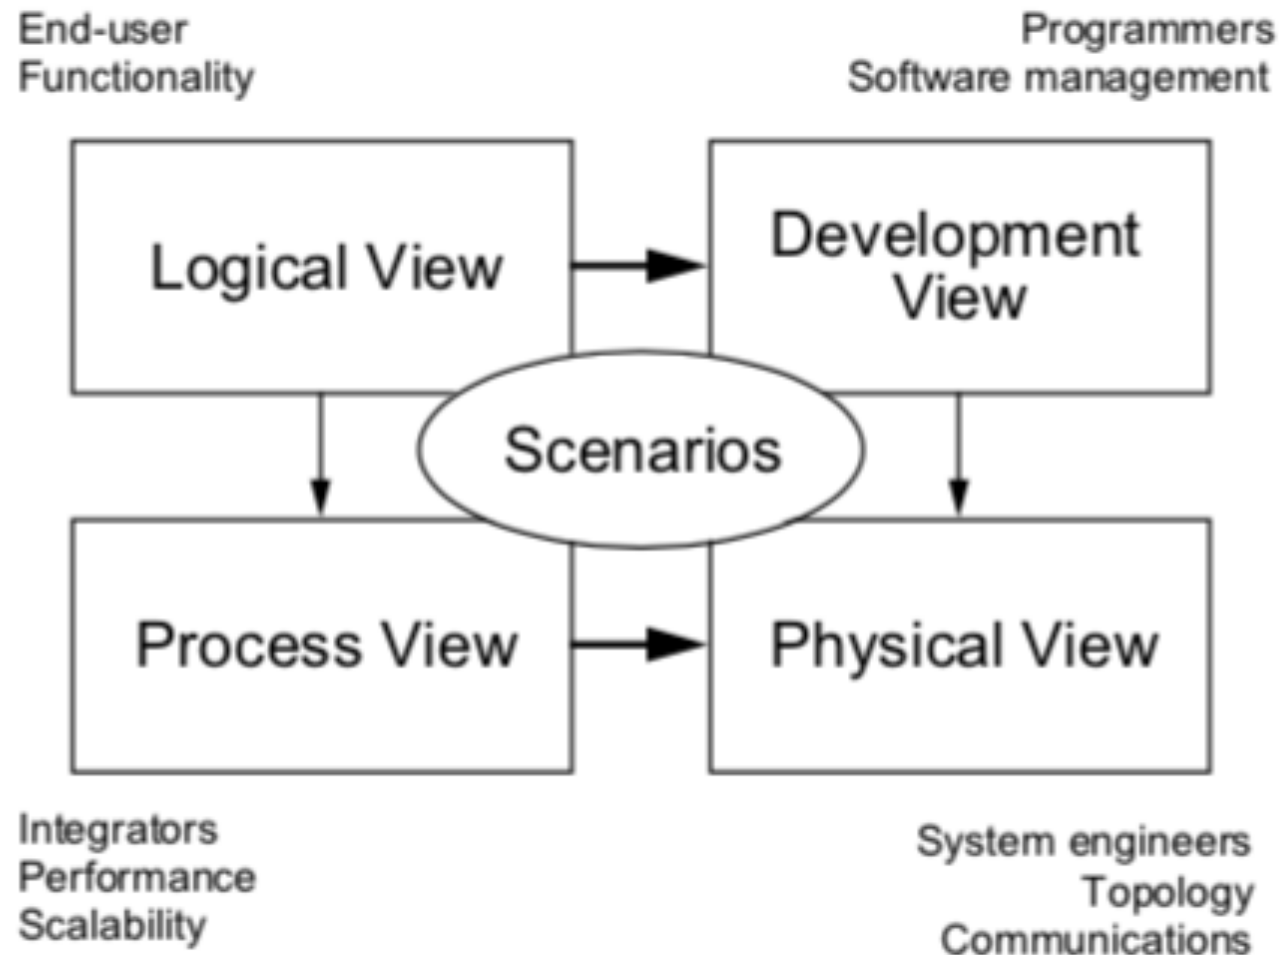 End-user
Functionality
Programmers
Software management
Logical View
Development
View
Scenarios
Process View
Physical View
Integrators
Performance
Scalability
System engineers
Topology
Communications